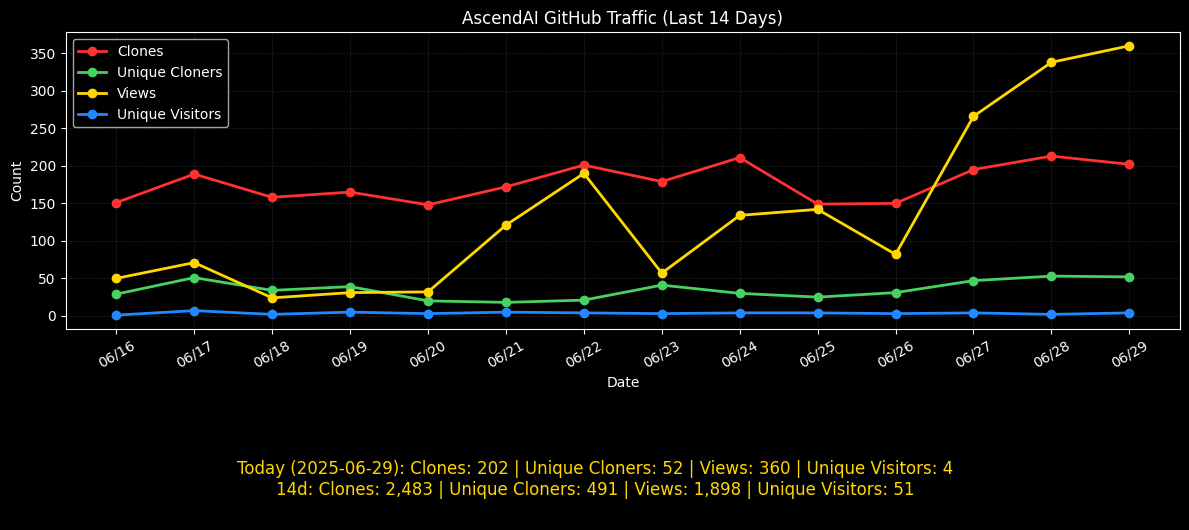 AscendAI GitHub Traffic (Last 14 Days)
Clones
Unique Cloners
Views
Unique Visitors
Count
350
300
250
200
150
100
50
0
06/16 06/17 06/18 06/19 06/20 06/21 06/22 06/23 06/24 06/25 06/26 06/27 06/28 06/29
Date
Today (2025-06-29): Clones: 202 | Unique Cloners: 52 | Views: 360 | Unique Visitors: 4
14d: Clones: 2,483 | Unique Cloners: 491 | Views: 1,898 | Unique Visitors: 51